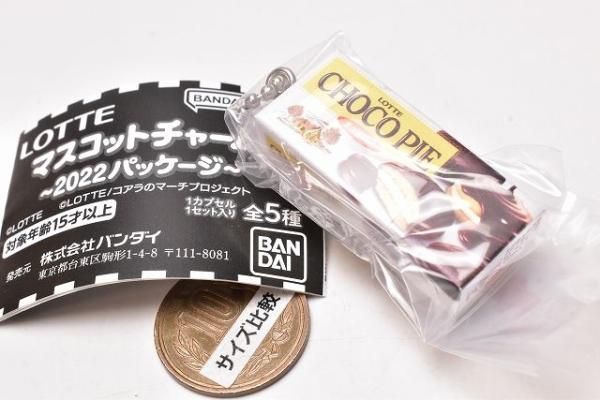 LOTTE
BANDAI
マスコットチャーム
~2022パッケージ~
©LOTTE
©LOTTE/コアラのマーチプロジェクト
対象年齢15才以上
1カプセル
1セット入り
全5種
発売元
株式会社バンダイ
東京都台東区駒形1-4-8 〒111-8081
BAN
DAI
LOTTE
CHOCO PIE
10
サイズ比較